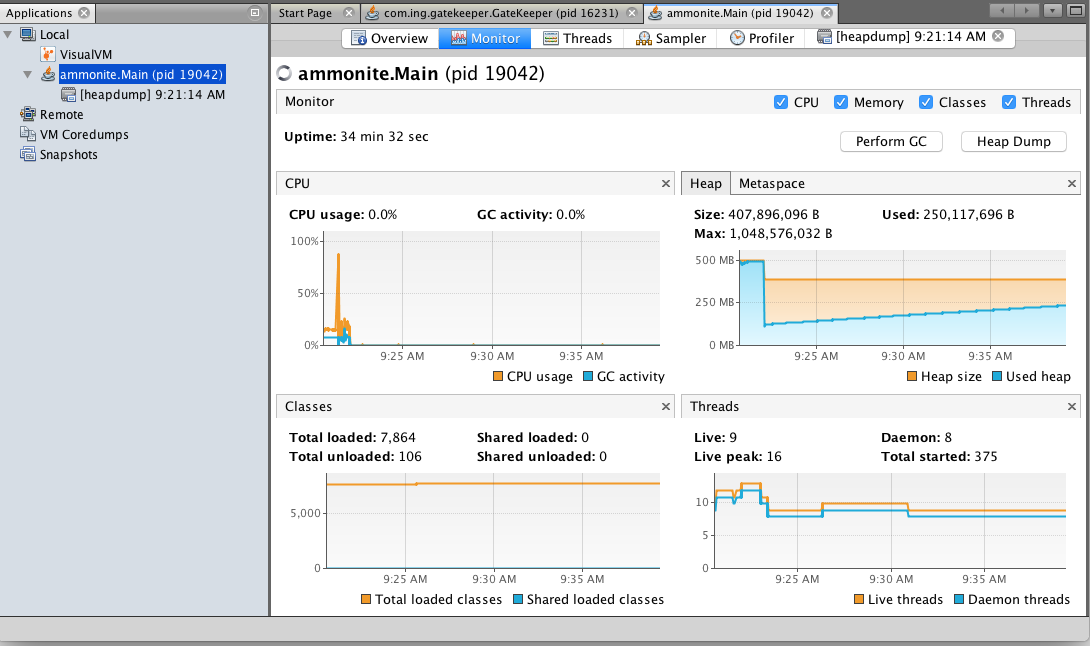 Applications
Start Page
com.ing.gatekeeper.GateKeeper (pid 16231)
ammonite.Main (pid 19042)
Local
VisualVM
ammonite.Main (pid 19042)
[heapdump] 9:21:14 AM
Remote
VM Coredumps
Snapshots
Overview Monitor Threads Sampler Profiler [heapdump] 9:21:14 AM
ammonite.Main (pid 19042)
Monitor
CPU Memory Classes Threads
Uptime: 34 min 32 sec
Perform GC Heap Dump
CPU
CPU usage: 0.0% GC activity: 0.0%
100%
50%
0%
9:25 AM 9:30 AM 9:35 AM
CPU usage GC activity
Heap Metaspace
Size: 407,896,096 B Used: 250,117,696 B
Max: 1,048,576,032 B
500 MB
250 MB
0 MB
9:25 AM 9:30 AM 9:35 AM
Heap size Used heap
Classes
Total loaded: 7,864 Shared loaded: 0
Total unloaded: 106 Shared unloaded: 0
5,000
0
9:25 AM 9:30 AM 9:35 AM
Total loaded classes Shared loaded classes
Threads
Live: 9 Daemon: 8
Live peak: 16 Total started: 375
10
5
0
9:25 AM 9:30 AM 9:35 AM
Live threads Daemon threads